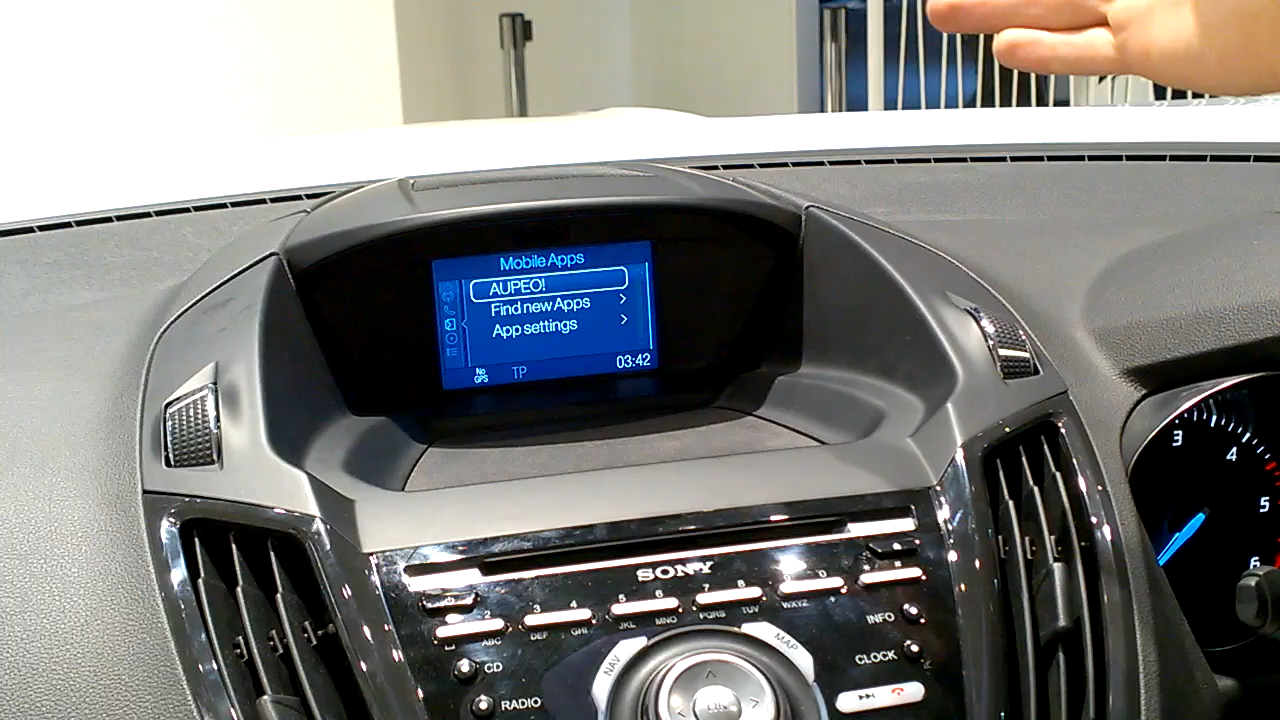 Mobile Apps
AUPEO!
Find new Apps
App settings
No GPS
TP
03:42
3
4
5
6
SONY
2
ABC
3
DEF
4
GHI
5
JKL
6
MNO
7
PQRS
8
TUV
9
WXYZ
0
+
INFO
CLOCK
CD
RADIO
NAV
MAP
OK